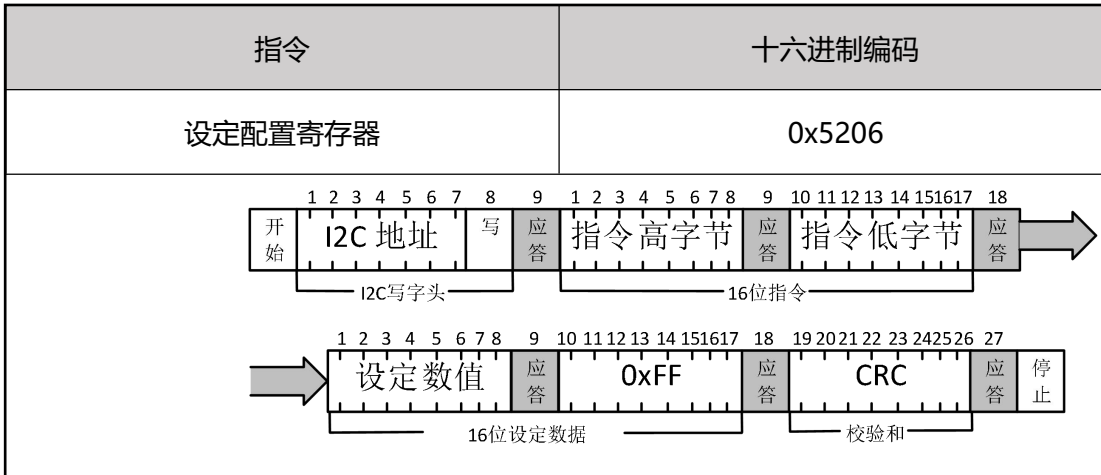 指令 十六进制编码
设定配置寄存器 0x5206
1 2 3 4 5 6 7 8 9 1 2 3 4 5 6 7 8 9 10 11 12 13 14 15 16 17 18
开始 I2C 地址 写 应答 指令高字节 应答 指令低字节 应答
I2C写字头 16位指令
1 2 3 4 5 6 7 8 9 10 11 12 13 14 15 16 17 18 19 20 21 22 23 24 25 26 27
设定数值 应答 0xFF 应答 CRC 应答 停止
16位设定数据 校验和